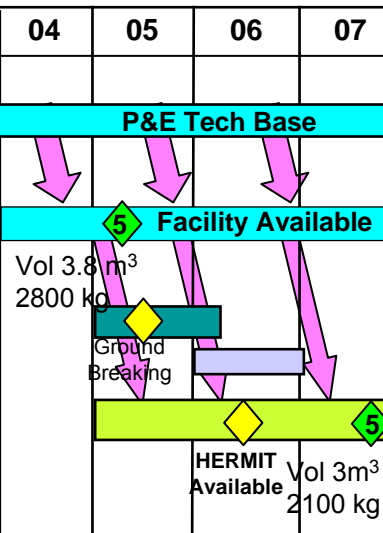 04 05 06 07
P&E Tech Base
5 Facility Available
Vol 3.8 m³
2800 kg
Ground
Breaking
5
HERMIT
Available
Vol 3m³
2100 kg